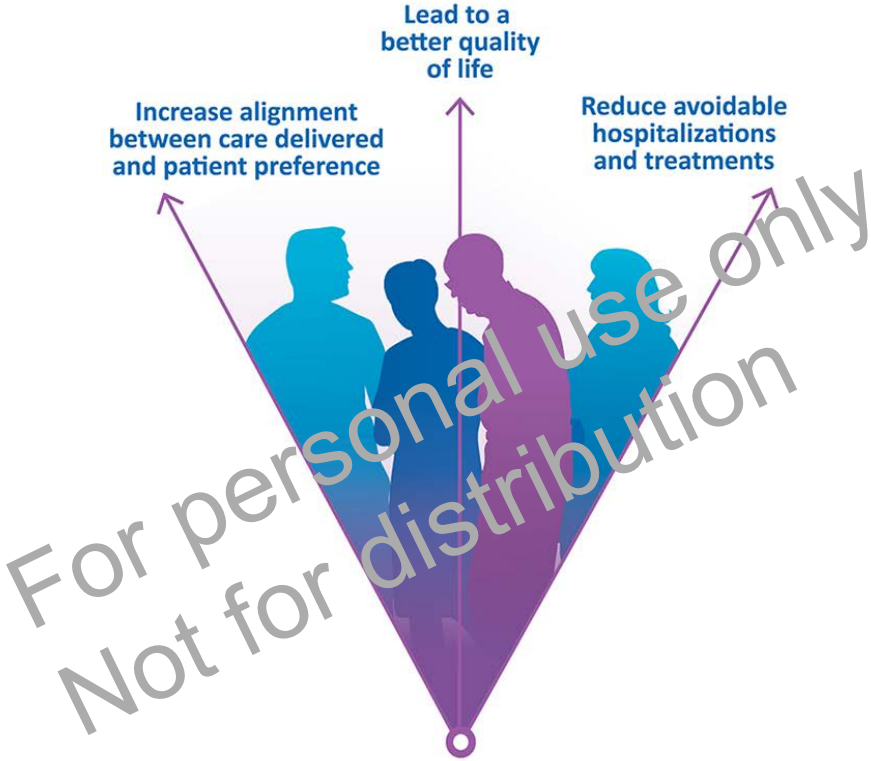 Lead to a
better quality
of life
Increase alignment
between care delivered
and patient preference
Reduce avoidable
hospitalizations
and treatments
For personal use only
Not for distribution